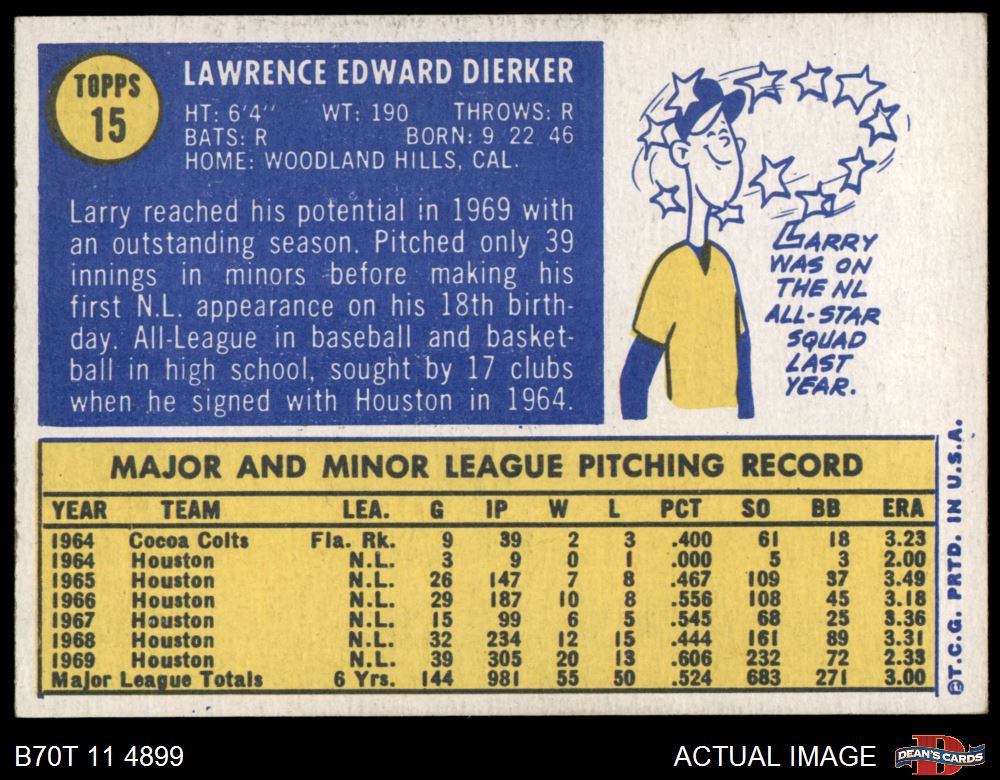 TOPPS
15
LAWRENCE EDWARD DIERKER
HT: 6'4" WT: 190 THROWS: R
BATS: R BORN: 9 22 46
HOME: WOODLAND HILLS, CAL.
Larry reached his potential in 1969 with
an outstanding season. Pitched only 39
innings in minors before making his
first N.L. appearance on his 18th birth-
day. All-League in baseball and basket-
ball in high school, sought by 17 clubs
when he signed with Houston in 1964.
LARRY
WAS ON
THE NL
ALL-STAR
SQUAD
LAST
YEAR.
MAJOR AND MINOR LEAGUE PITCHING RECORD
YEAR TEAM LEA. G IP W L PCT SO BB ERA
1964 Cocoa Colts Fla. Rk. 9 39 2 3 .400 61 18 3.23
1964 Houston N.L. 3 9 0 1 .000 5 3 2.00
1965 Houston N.L. 26 147 7 8 .467 109 37 3.49
1966 Houston N.L. 29 187 10 8 .556 108 45 3.18
1967 Houston N.L. 15 99 6 5 .545 68 25 3.36
1968 Houston N.L. 32 234 12 15 .444 161 89 3.31
1969 Houston N.L. 39 305 20 13 .606 232 72 2.33
Major League Totals 6 Yrs. 144 981 55 50 .524 683 271 3.00
©T.C.G. PRTD. IN U.S.A.
B70T 11 4899
ACTUAL IMAGE
D
DEAN'S CARDS